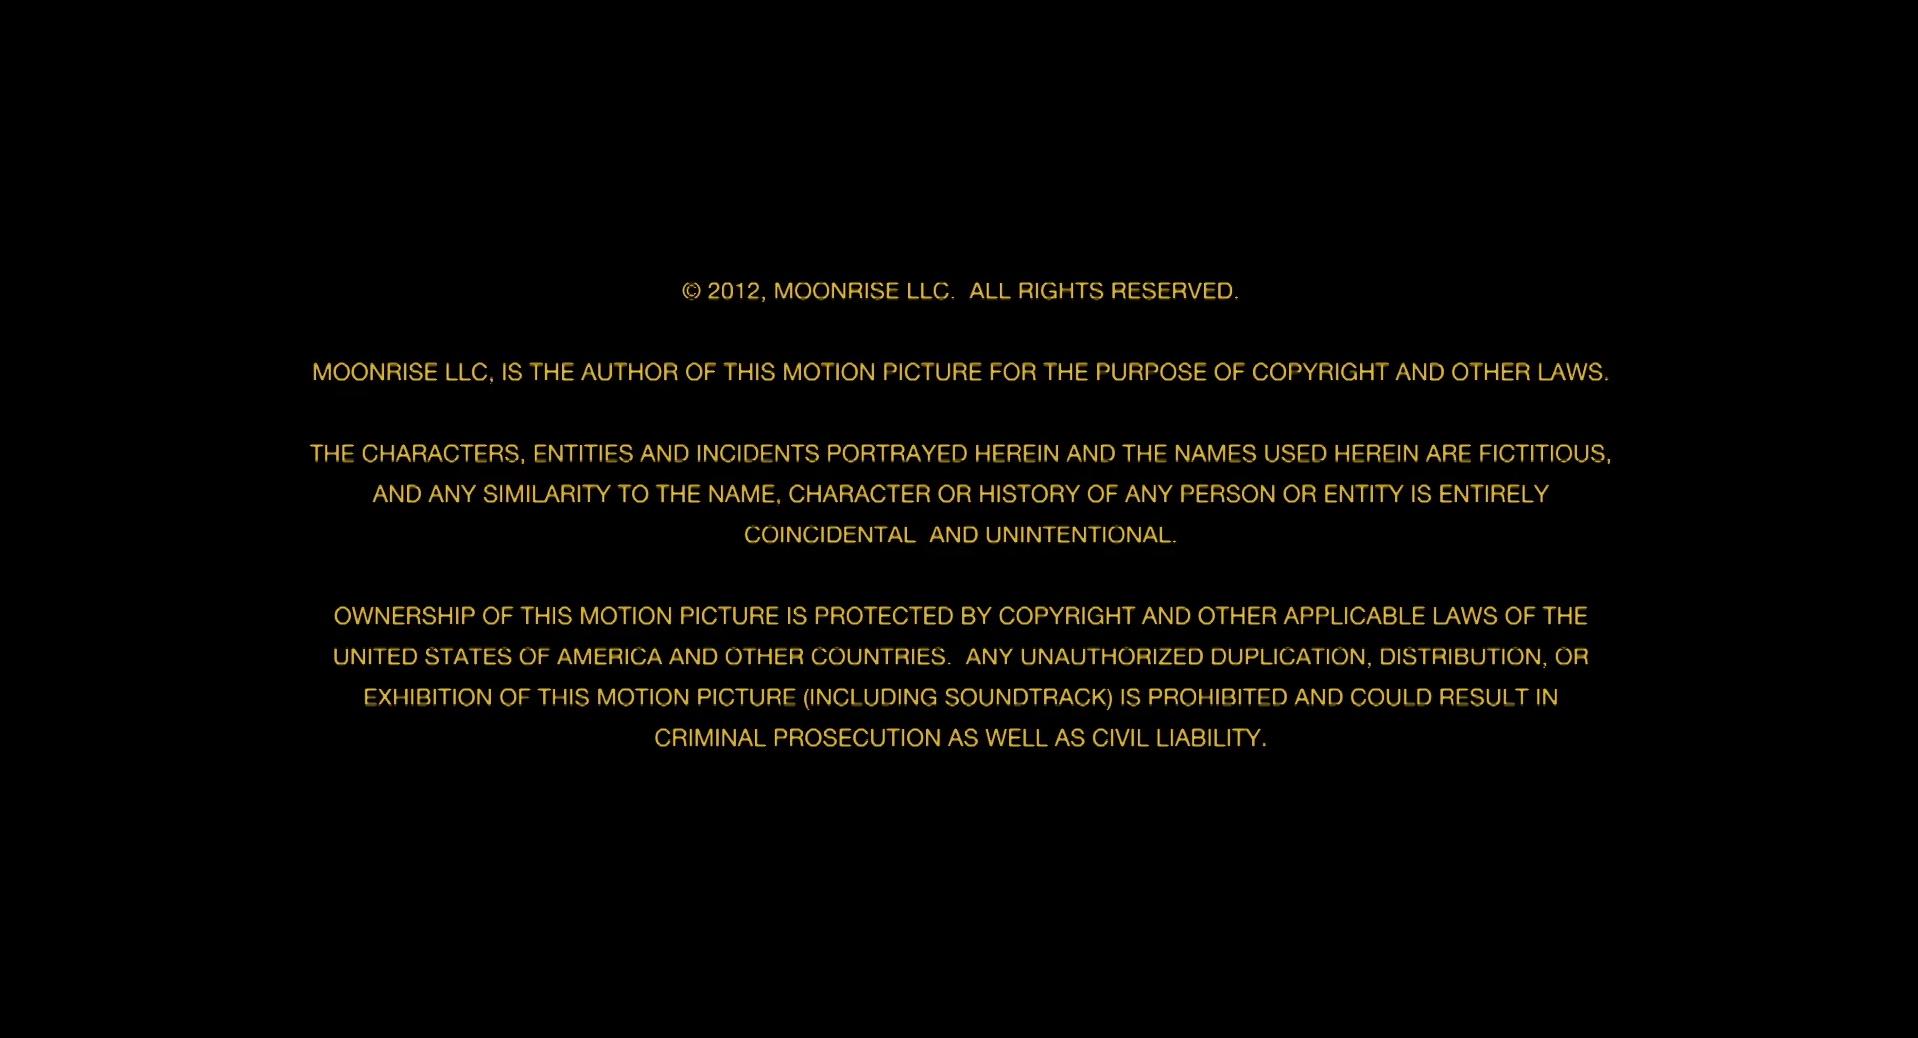 © 2012, MOONRISE LLC.  ALL RIGHTS RESERVED.
MOONRISE LLC, IS THE AUTHOR OF THIS MOTION PICTURE FOR THE PURPOSE OF COPYRIGHT AND OTHER LAWS.
THE CHARACTERS, ENTITIES AND INCIDENTS PORTRAYED HEREIN AND THE NAMES USED HEREIN ARE FICTITIOUS,
AND ANY SIMILARITY TO THE NAME, CHARACTER OR HISTORY OF ANY PERSON OR ENTITY IS ENTIRELY
COINCIDENTAL  AND UNINTENTIONAL.
OWNERSHIP OF THIS MOTION PICTURE IS PROTECTED BY COPYRIGHT AND OTHER APPLICABLE LAWS OF THE
UNITED STATES OF AMERICA AND OTHER COUNTRIES.  ANY UNAUTHORIZED DUPLICATION, DISTRIBUTION, OR
EXHIBITION OF THIS MOTION PICTURE (INCLUDING SOUNDTRACK) IS PROHIBITED AND COULD RESULT IN
CRIMINAL PROSECUTION AS WELL AS CIVIL LIABILITY.